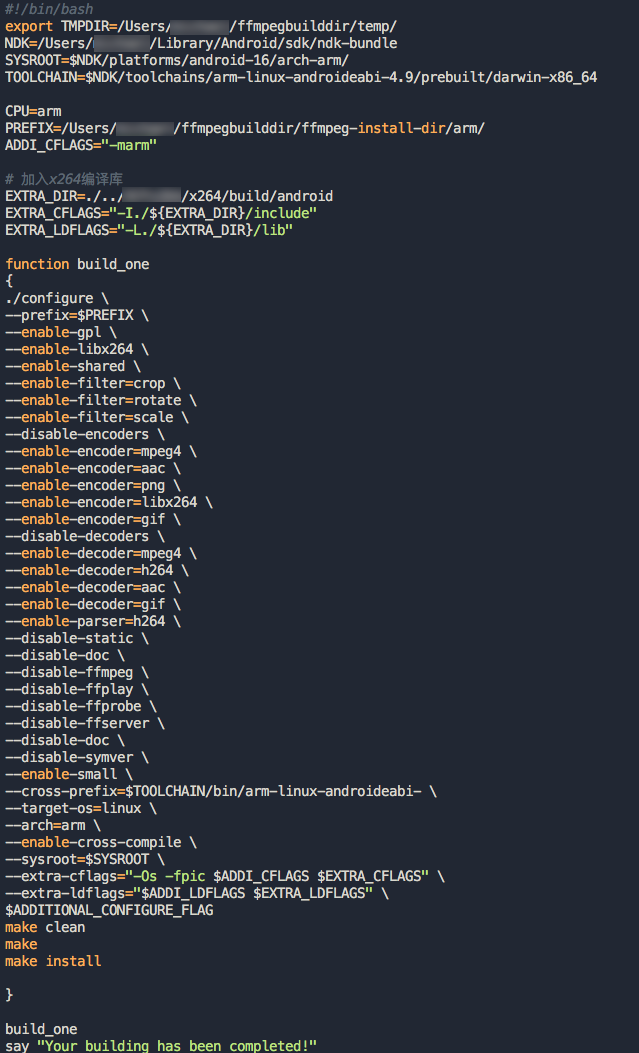 #!/bin/bash
export TMPDIR=/Users/ /ffmpegbuilddir/temp/
NDK=/Users/ /Library/Android/sdk/ndk-bundle
SYSROOT=$NDK/platforms/android-16/arch-arm/
TOOLCHAIN=$NDK/toolchains/arm-linux-androideabi-4.9/prebuilt/darwin-x86_64
CPU=arm
PREFIX=/Users/ /ffmpegbuilddir/ffmpeg-install-dir/arm/
ADDI_CFLAGS="-marm"
# 加入x264编译库
EXTRA_DIR=./../ /x264/build/android
EXTRA_CFLAGS="-I./${EXTRA_DIR}/include"
EXTRA_LDFLAGS="-L./${EXTRA_DIR}/lib"
function build_one
{
./configure \
--prefix=$PREFIX \
--enable-gpl \
--enable-libx264 \
--enable-shared \
--enable-filter=crop \
--enable-filter=rotate \
--enable-filter=scale \
--disable-encoders \
--enable-encoder=mpeg4 \
--enable-encoder=aac \
--enable-encoder=png \
--enable-encoder=libx264 \
--enable-encoder=gif \
--disable-decoders \
--enable-decoder=mpeg4 \
--enable-decoder=h264 \
--enable-decoder=aac \
--enable-decoder=gif \
--enable-parser=h264 \
--disable-static \
--disable-doc \
--disable-ffmpeg \
--disable-ffplay \
--disable-ffprobe \
--disable-ffserver \
--disable-doc \
--disable-symver \
--enable-small \
--cross-prefix=$TOOLCHAIN/bin/arm-linux-androideabi- \
--target-os=linux \
--arch=arm \
--enable-cross-compile \
--sysroot=$SYSROOT \
--extra-cflags="-Os -fpic $ADDI_CFLAGS $EXTRA_CFLAGS" \
--extra-ldflags="$ADDI_LDFLAGS $EXTRA_LDFLAGS" \
$ADDITIONAL_CONFIGURE_FLAG
make clean
make
make install
}
build_one
say "Your building has been completed!"